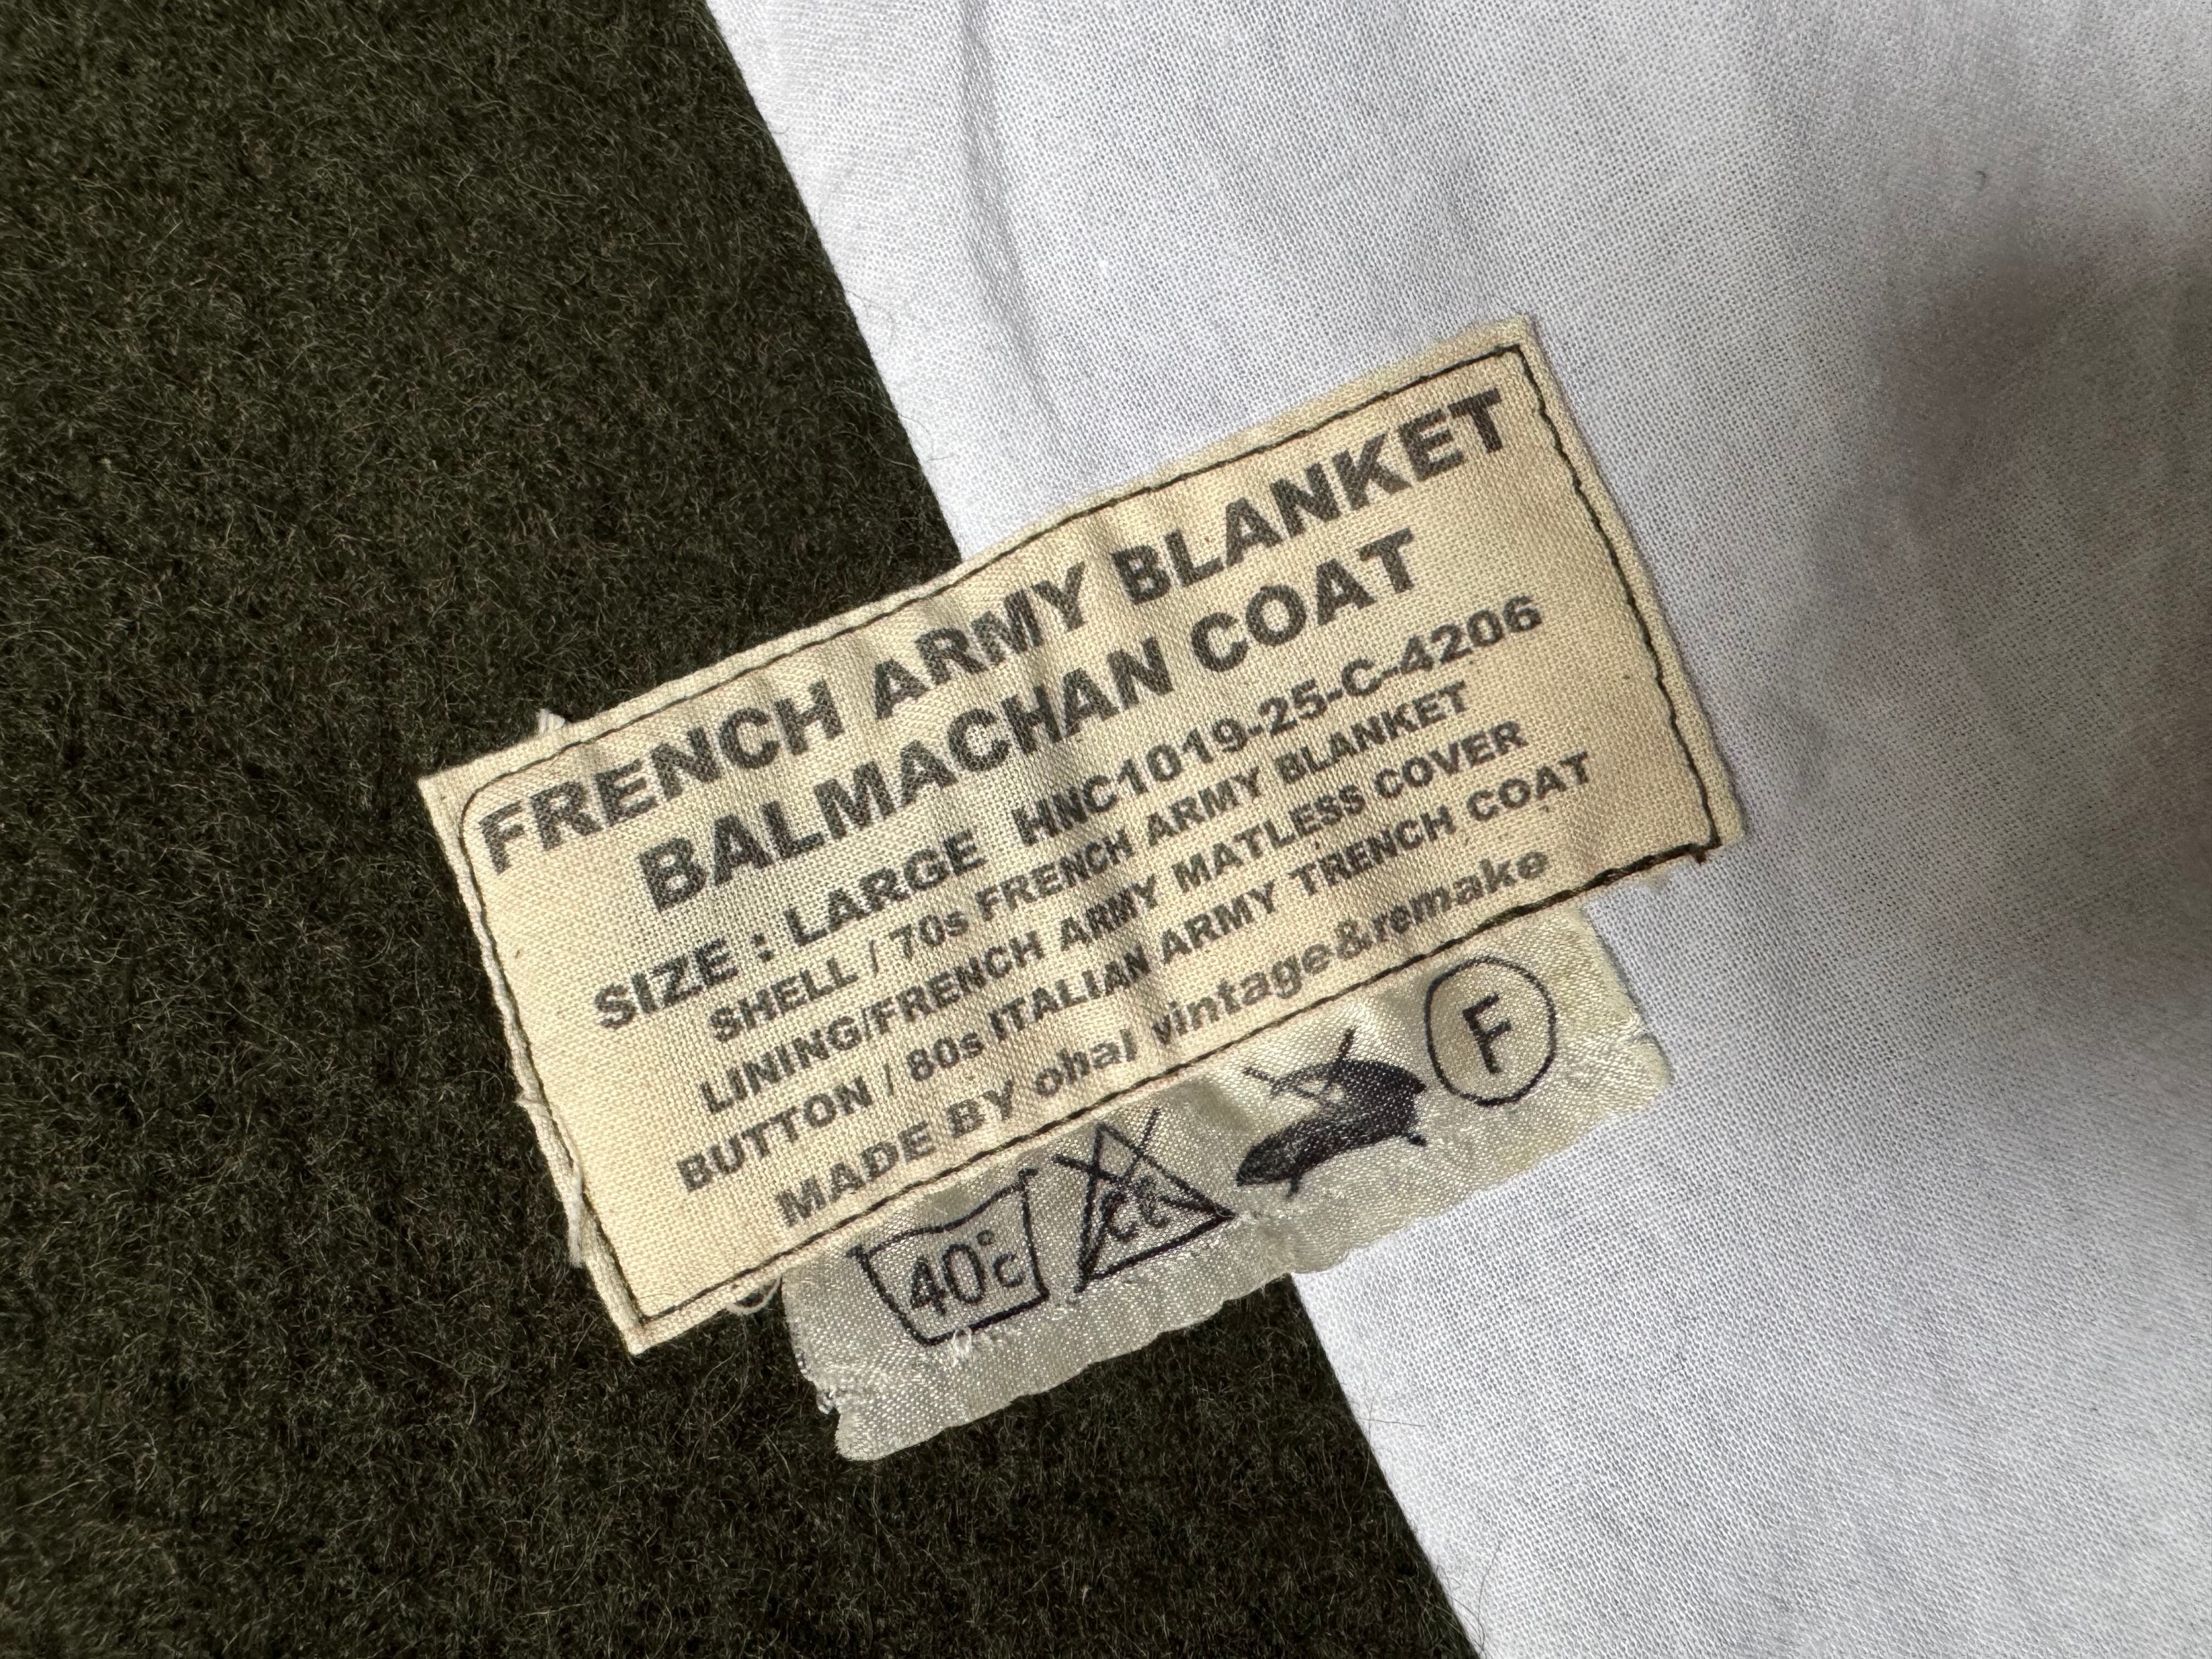 FRENCH ARMY BLANKET
BALMACHAN COAT
SIZE : LARGE HNC1019-25-C-4206
SHELL / 70s FRENCH ARMY BLANKET
LINING/FRENCH ARMY MATLESS COVER
BUTTON / 80s ITALIAN ARMY TRENCH COAT
MADE BY obal vintage&remake
40°C CL F